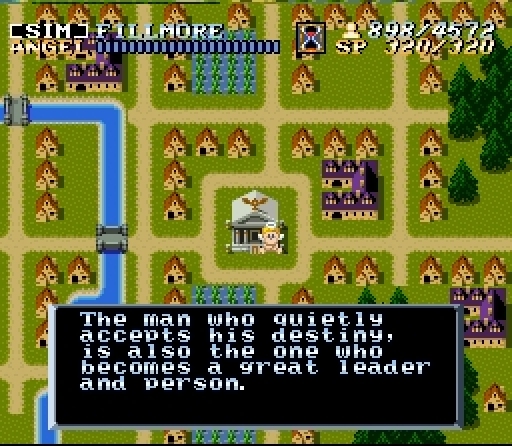 SIM FILLMORE 898/4572
ANGEL SP 320/320
The man who quietly
accepts his destiny,
is also the one who
becomes a great leader
and person.